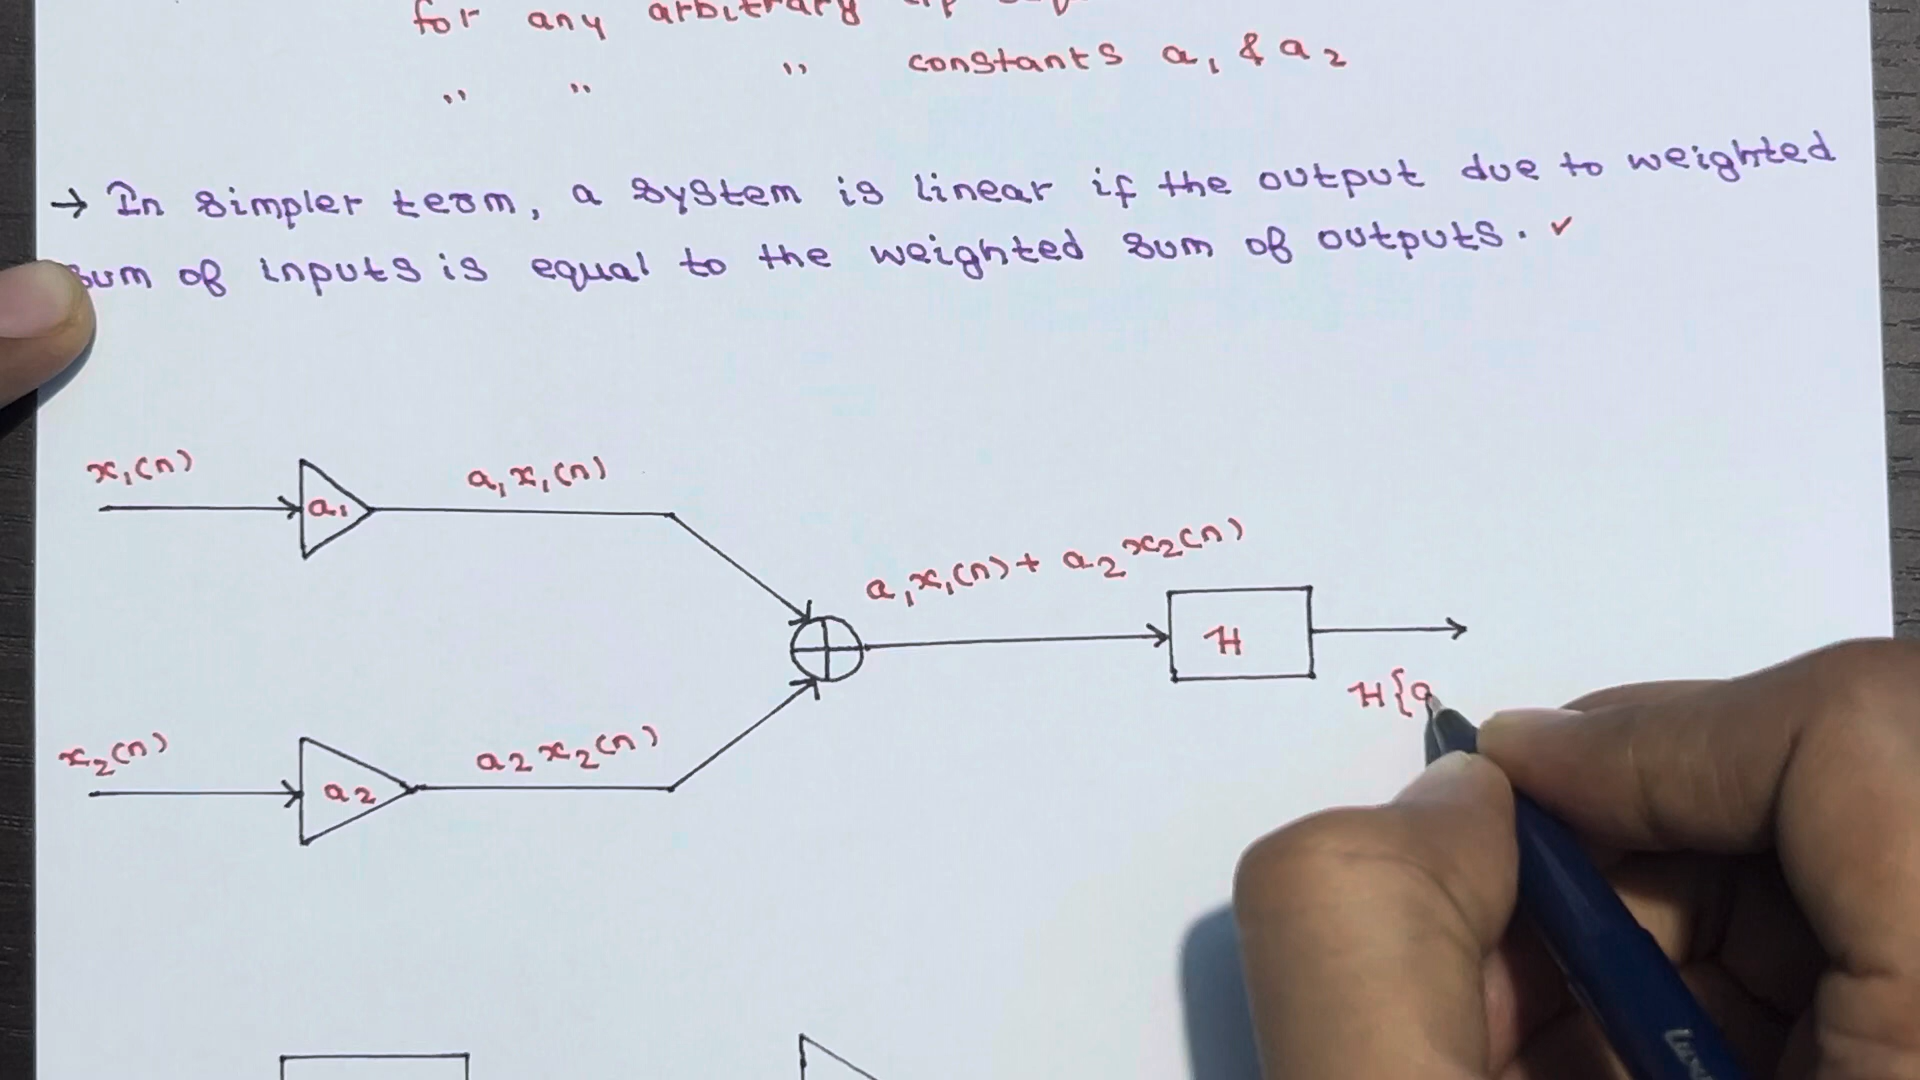 for any arbitrary
" " " constants a₁ & a₂
→ In simpler term, a system is linear if the output due to weighted
sum of inputs is equal to the weighted sum of outputs. ✓
x₁(n)
a₁
a₁x₁(n)
a₁x₁(n) + a₂x₂(n)
H
H{a
x₂(n)
a₂
a₂x₂(n)